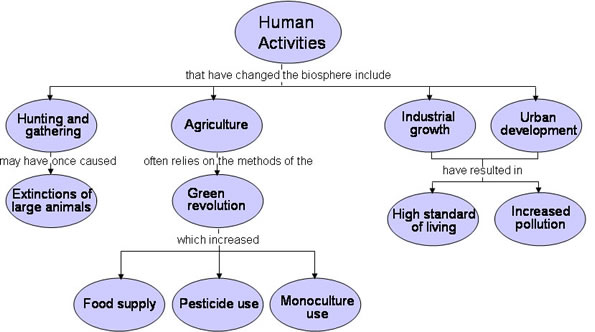 Human
Activities
that have changed the biosphere include
Hunting and
gathering
Agriculture
Industrial
growth
Urban
development
may have once caused
often relies on the methods of the
have resulted in
Extinctions of
large animals
Green
revolution
High standard
of living
Increased
pollution
which increased
Food supply
Pesticide use
Monoculture
use